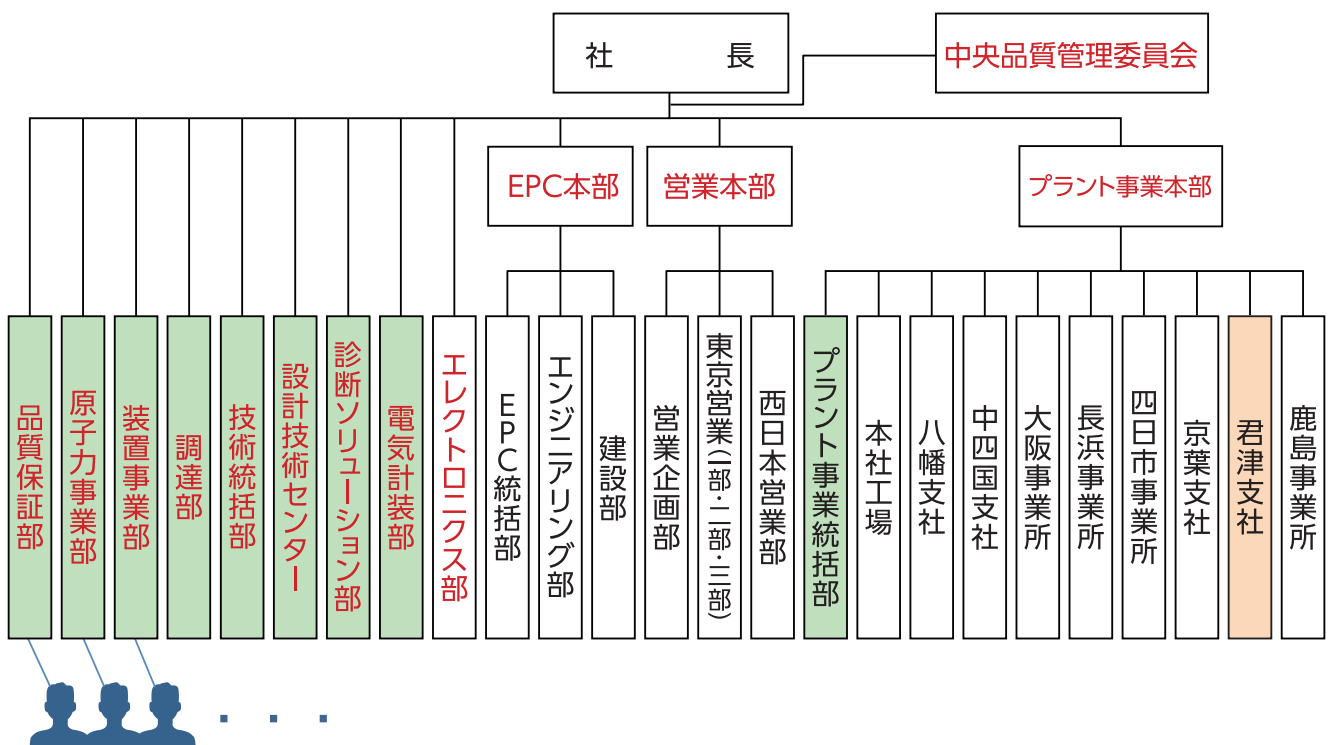 社　　　長
中央品質管理委員会
EPC本部
営業本部
プラント事業本部
品質保証部
原子力事業部
装置事業部
調達部
技術統括部
設計技術センター
診断ソリューション部
電気計装部
エレクトロニクス部
EPC統括部
エンジニアリング部
建設部
営業企画部
東京営業（一部・二部・三部）
西日本営業部
プラント事業統括部
本社工場
八幡支社
中四国支社
大阪事業所
長浜事業所
四日市事業所
京葉支社
君津支社
鹿島事業所